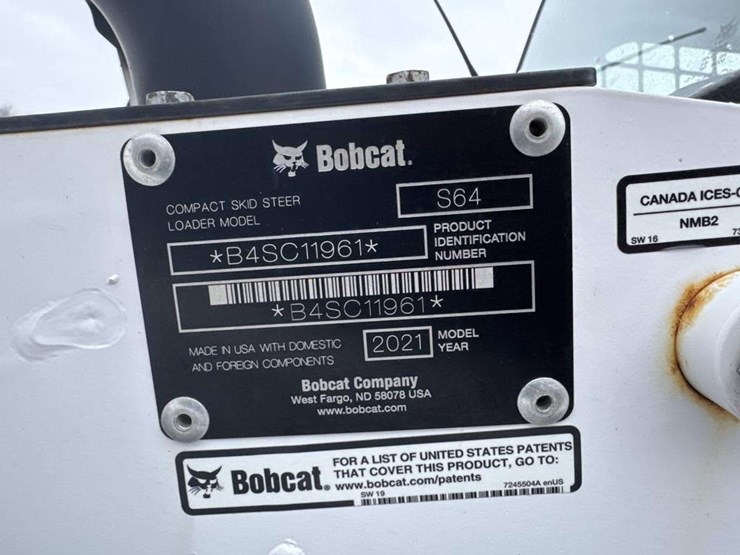 Bobcat.
COMPACT SKID STEER
LOADER MODEL
S64
*B4SC11961*
PRODUCT
IDENTIFICATION
NUMBER
*B4SC11961*
MADE IN USA WITH DOMESTIC
AND FOREIGN COMPONENTS
2021
MODEL
YEAR
Bobcat Company
West Fargo, ND 58078 USA
www.bobcat.com
CANADA ICES-
NMB2
SW 16
73
Bobcat.
FOR A LIST OF UNITED STATES PATENTS
THAT COVER THIS PRODUCT, GO TO:
www.bobcat.com/patents
SW 19
7245504A enUS